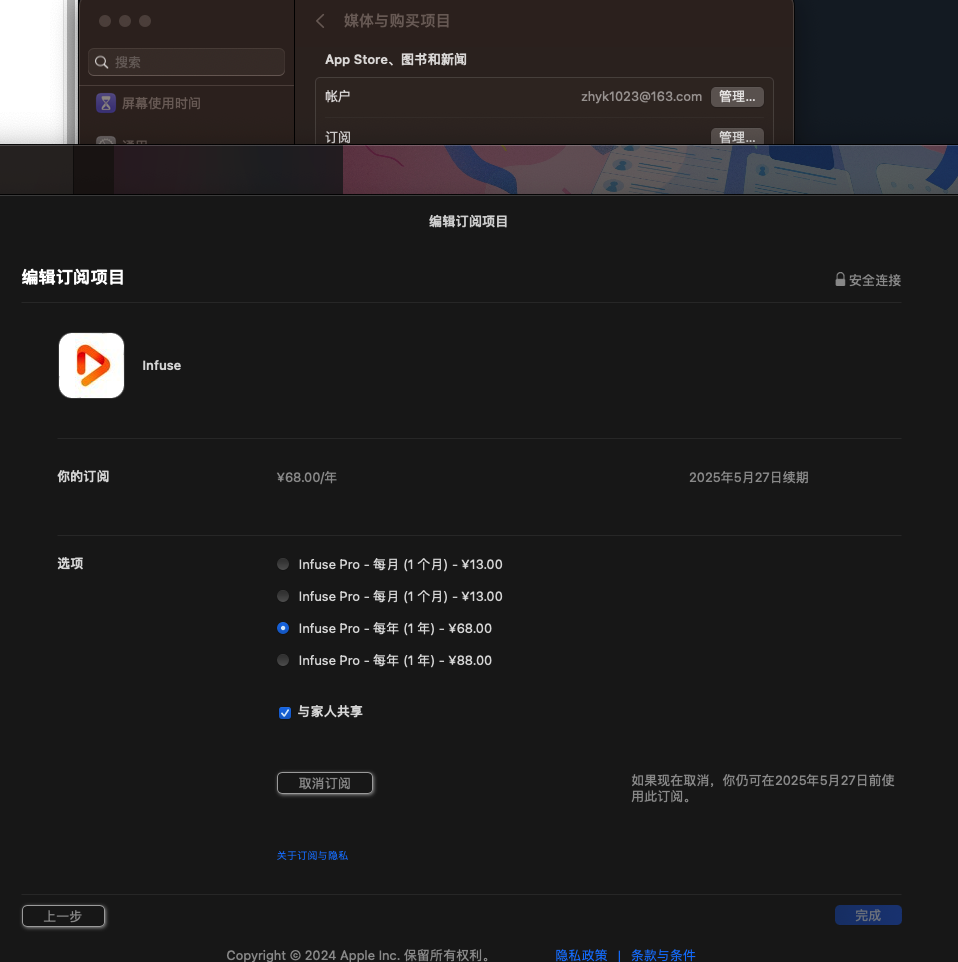 媒体与购买项目
搜索
App Store、图书和新闻
屏幕使用时间
帐户
zhyk1023@163.com
管理...
通用
订阅
管理...
编辑订阅项目
编辑订阅项目
安全连接
Infuse
你的订阅
¥68.00/年
2025年5月27日续期
选项
Infuse Pro - 每月 (1 个月) - ¥13.00
Infuse Pro - 每月 (1 个月) - ¥13.00
Infuse Pro - 每年 (1 年) - ¥68.00
Infuse Pro - 每年 (1 年) - ¥88.00
与家人共享
取消订阅
如果现在取消，你仍可在2025年5月27日前使
用此订阅。
关于订阅与隐私
上一步
完成
Copyright © 2024 Apple Inc. 保留所有权利。
隐私政策 | 条款与条件